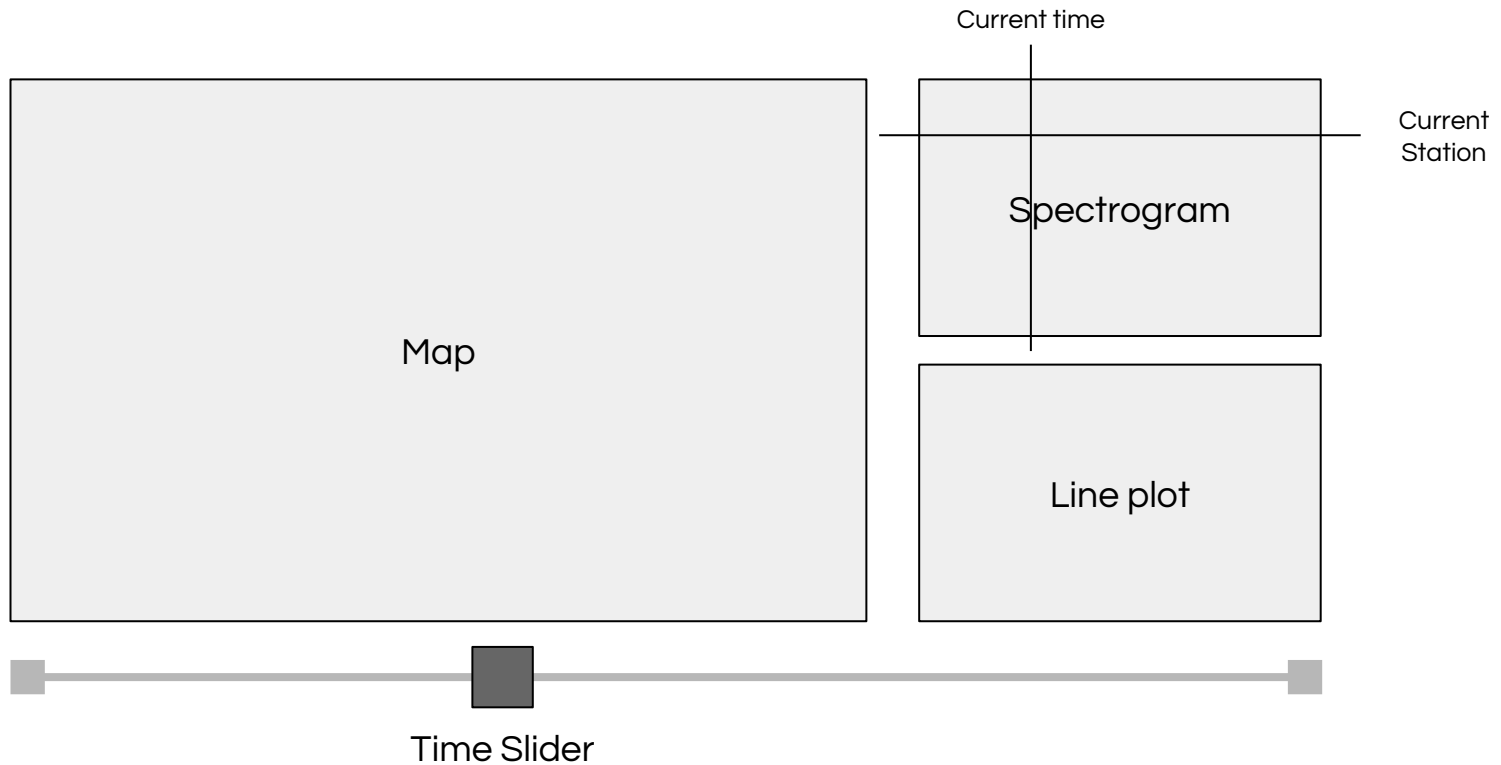 Current time
Current
Station
Spectrogram
Map
Line plot
Time Slider